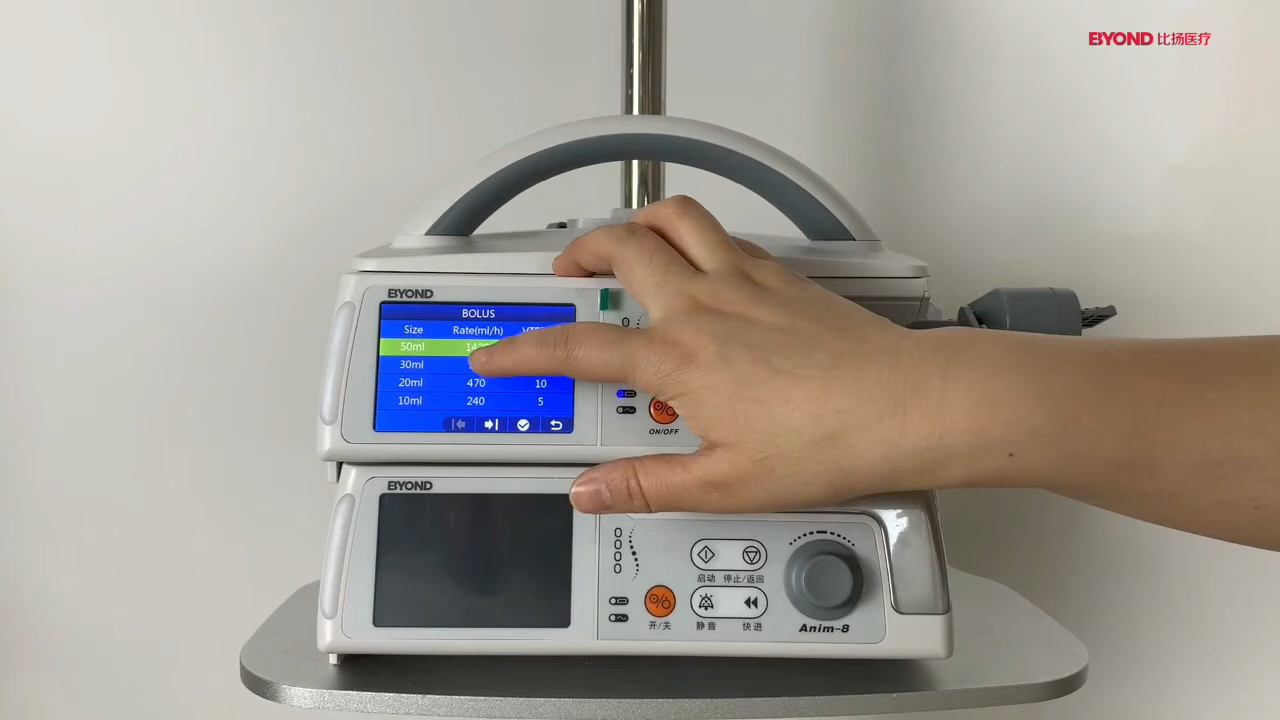 BYOND 比扬医疗
BYOND
BOLUS
Size Rate(ml/h)
50ml
30ml
20ml 470 10
10ml 240 5
ON/OFF
BYOND
启动 停止/返回
开/关 静音 快进
Anim-8